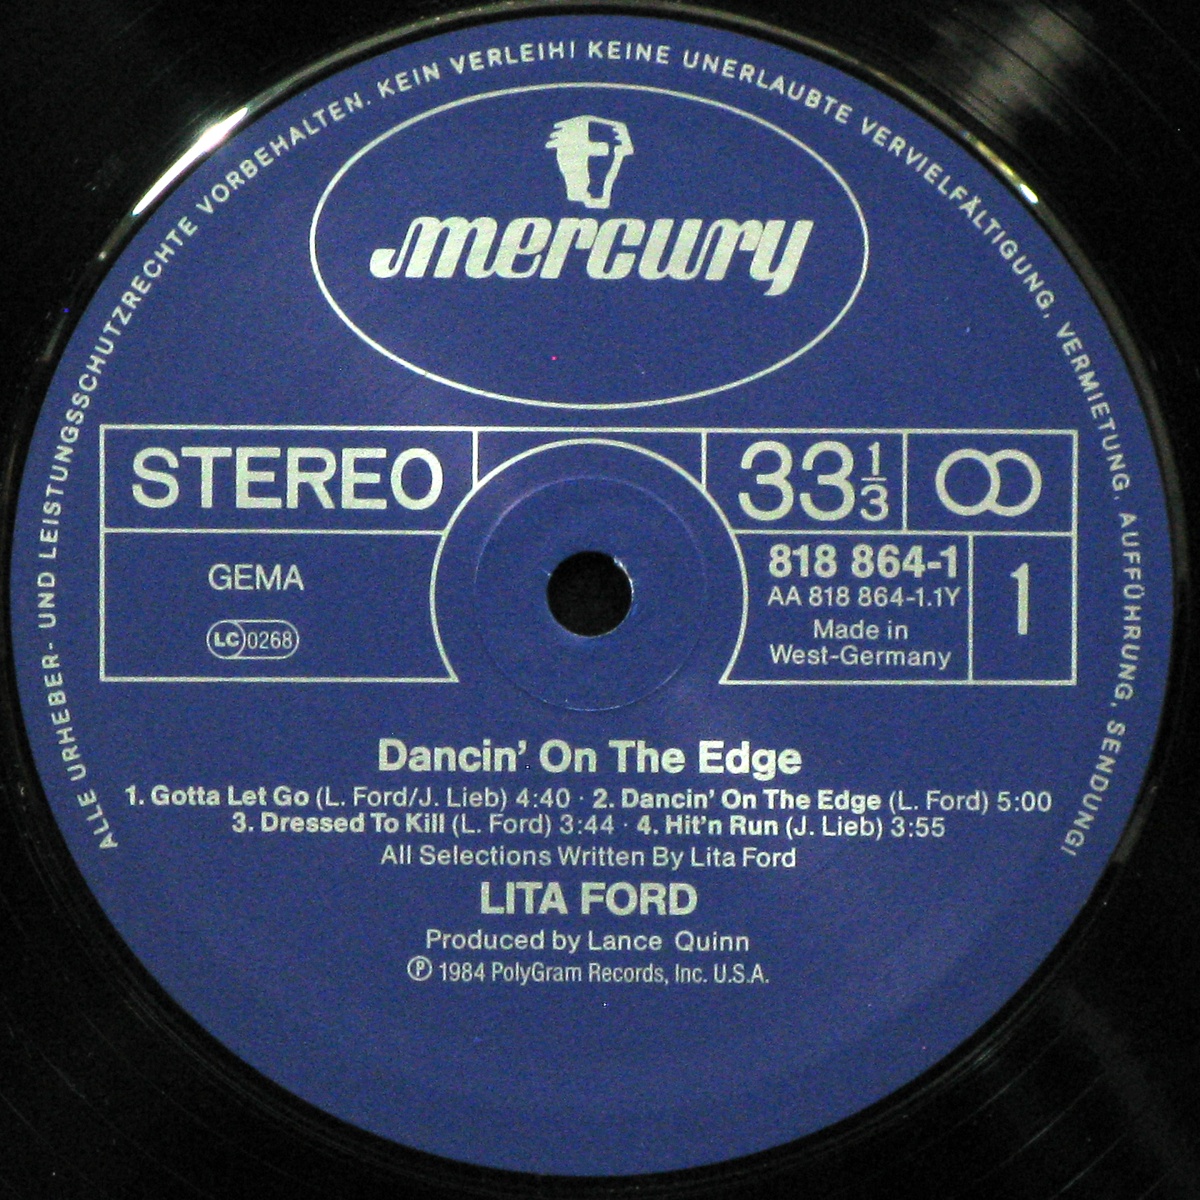 ALLE URHEBER- UND LEISTUNGSSCHUTZRECHTE VORBEHALTEN. KEIN VERLEIH! KEINE UNERLAUBTE VERVIELFÄLTIGUNG, VERMIETUNG, AUFFÜHRUNG, SENDUNG!
mercury
STEREO
33 1/3
GEMA
LC 0268
818 864-1
AA 818 864-1.1Y
Made in
West-Germany
1
Dancin' On The Edge
1. Gotta Let Go (L. Ford/J. Lieb) 4:40 · 2. Dancin' On The Edge (L. Ford) 5:00
3. Dressed To Kill (L. Ford) 3:44 · 4. Hit'n Run (J. Lieb) 3:55
All Selections Written By Lita Ford
LITA FORD
Produced by Lance Quinn
℗ 1984 PolyGram Records, Inc. U.S.A.